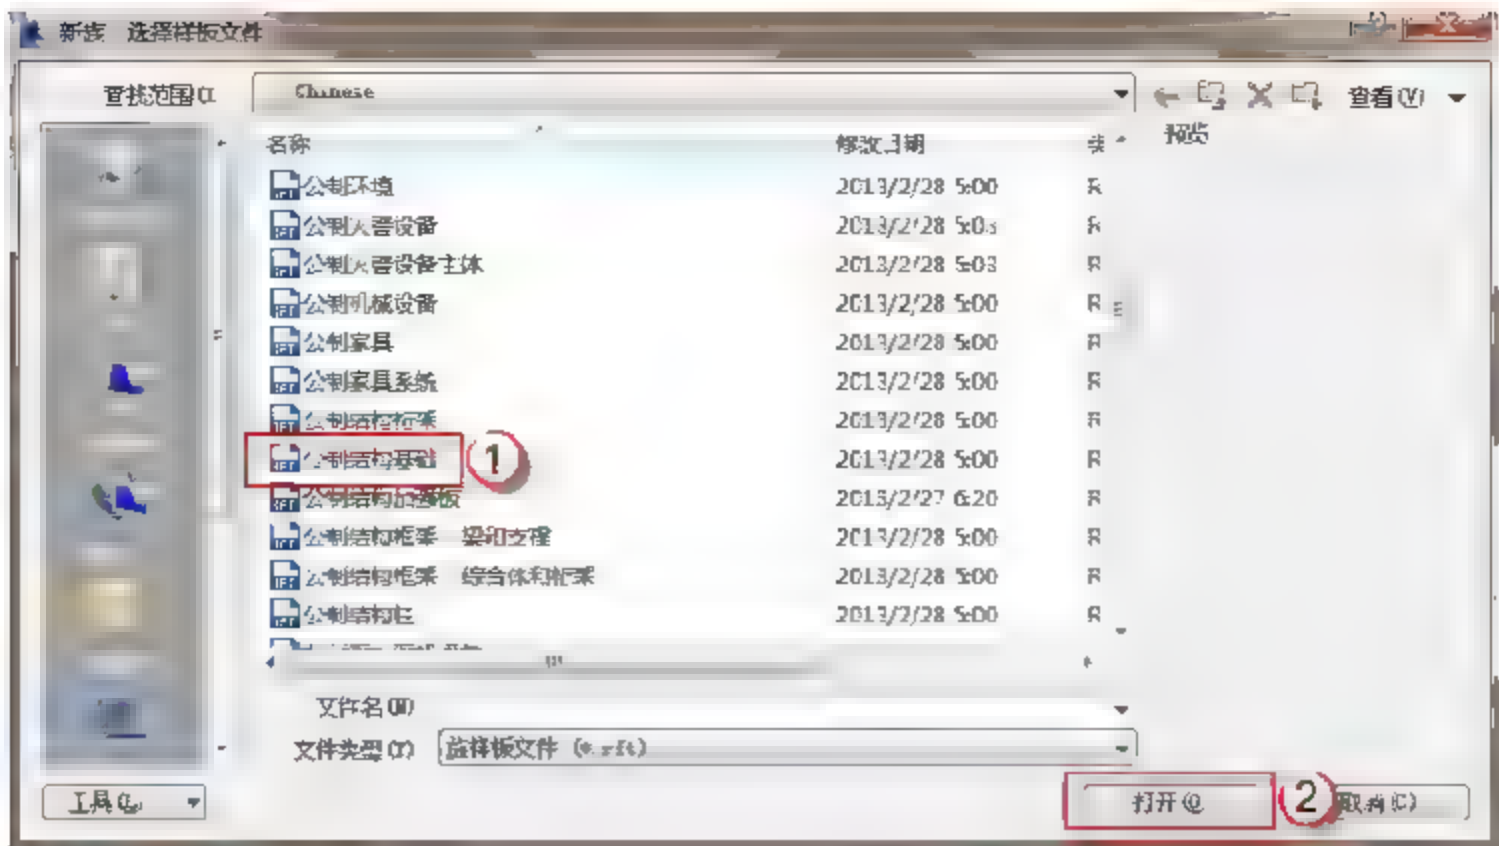 新族 选择样板文件
查找范围(I
Chinese
查看(V)
名称 修改日期 类
预览
公制环境 2013/2/28 5:00 R
公制火警设备 2013/2/28 5:03 R
公制火警设备主体 2013/2/28 5:03 R
公制机械设备 2013/2/28 5:00 R
公制家具 2013/2/28 5:00 R
公制家具系统 2013/2/28 5:00 R
公制结构桁架 2013/2/28 5:00 R
公制结构基础 2013/2/28 5:00 R
1
公制结构加强板 2013/2/27 6:20 R
公制结构框架 梁和支撑 2013/2/28 5:00 R
公制结构框架 综合体和桁架 2013/2/28 5:00 R
公制结构柱 2013/2/28 5:00 R
文件名(N)
文件类型(T) 族样板文件 (*.rft)
工具(L) 打开(O 2 取消(C)